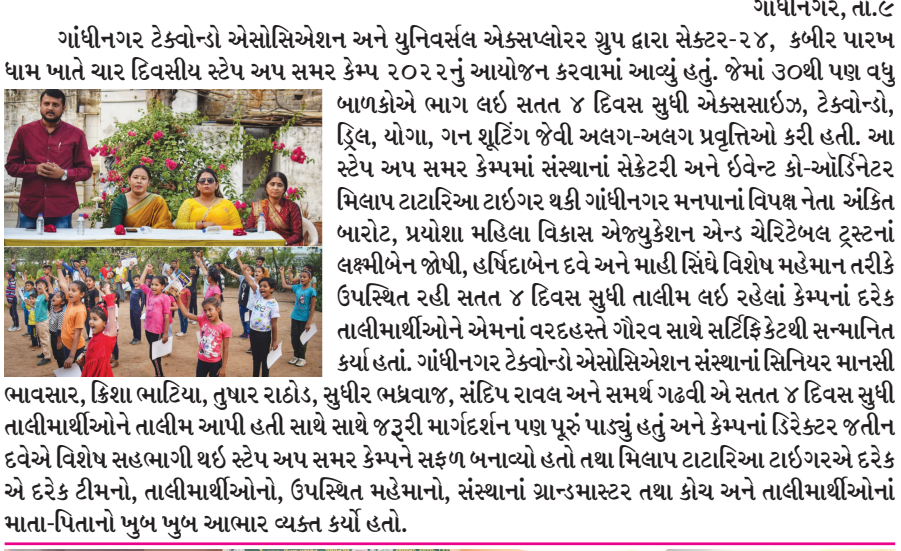 ગાંધીનગર, તા.૯
ગાંધીનગર ટેક્વોન્ડો એસોસિએશન અને યુનિવર્સલ એક્સપ્લોરર ગ્રુપ દ્વારા સેક્ટર-૨૪, કબીર પારખ
ધામ ખાતે ચાર દિવસીય સ્ટેપ અપ સમર કેમ્પ ૨૦૨૨નું આયોજન કરવામાં આવ્યું હતું. જેમાં ૩૦થી પણ વધુ
બાળકોએ ભાગ લઇ સતત ૪ દિવસ સુધી એક્સસાઇઝ, ટેક્વોન્ડો,
ડ્રિલ, યોગા, ગન શૂટિંગ જેવી અલગ-અલગ પ્રવૃત્તિઓ કરી હતી. આ
સ્ટેપ અપ સમર કેમ્પમાં સંસ્થાનાં સેક્રેટરી અને ઇવેન્ટ કો-ઓર્ડિનેટર
મિલાપ ટાટારિઆ ટાઇગર થકી ગાંધીનગર મનપાનાં વિપક્ષ નેતા અંકિત
બારોટ, પ્રયોશા મહિલા વિકાસ એજ્યુકેશન એન્ડ ચેરિટેબલ ટ્રસ્ટનાં
લક્ષ્મીબેન જોષી, હર્ષિદાબેન દવે અને માહી સિંઘે વિશેષ મહેમાન તરીકે
ઉપસ્થિત રહી સતત ૪ દિવસ સુધી તાલીમ લઇ રહેલાં કેમ્પનાં દરેક
તાલીમાર્થીઓને એમનાં વરદહસ્તે ગૌરવ સાથે સર્ટિફિકેટથી સન્માનિત
કર્યા હતાં. ગાંધીનગર ટેક્વોન્ડો એસોસિએશન સંસ્થાનાં સિનિયર માનસી
ભાવસાર, ક્રિશા ભાટિયા, તુષાર રાઠોડ, સુધીર ભધ્રવાજ, સંદિપ રાવલ અને સમર્થ ગઢવી એ સતત ૪ દિવસ સુધી
તાલીમાર્થીઓને તાલીમ આપી હતી સાથે સાથે જરૂરી માર્ગદર્શન પણ પૂરું પાડ્યું હતું અને કેમ્પનાં ડિરેક્ટર જતીન
દવેએ વિશેષ સહભાગી થઇ સ્ટેપ અપ સમર કેમ્પને સફળ બનાવ્યો હતો તથા મિલાપ ટાટારિઆ ટાઇગરએ દરેક
એ દરેક ટીમનો, તાલીમાર્થીઓનો, ઉપસ્થિત મહેમાનો, સંસ્થાનાં ગ્રાન્ડમાસ્ટર તથા કોચ અને તાલીમાર્થીઓનાં
માતા-પિતાનો ખુબ ખુબ આભાર વ્યક્ત કર્યો હતો.